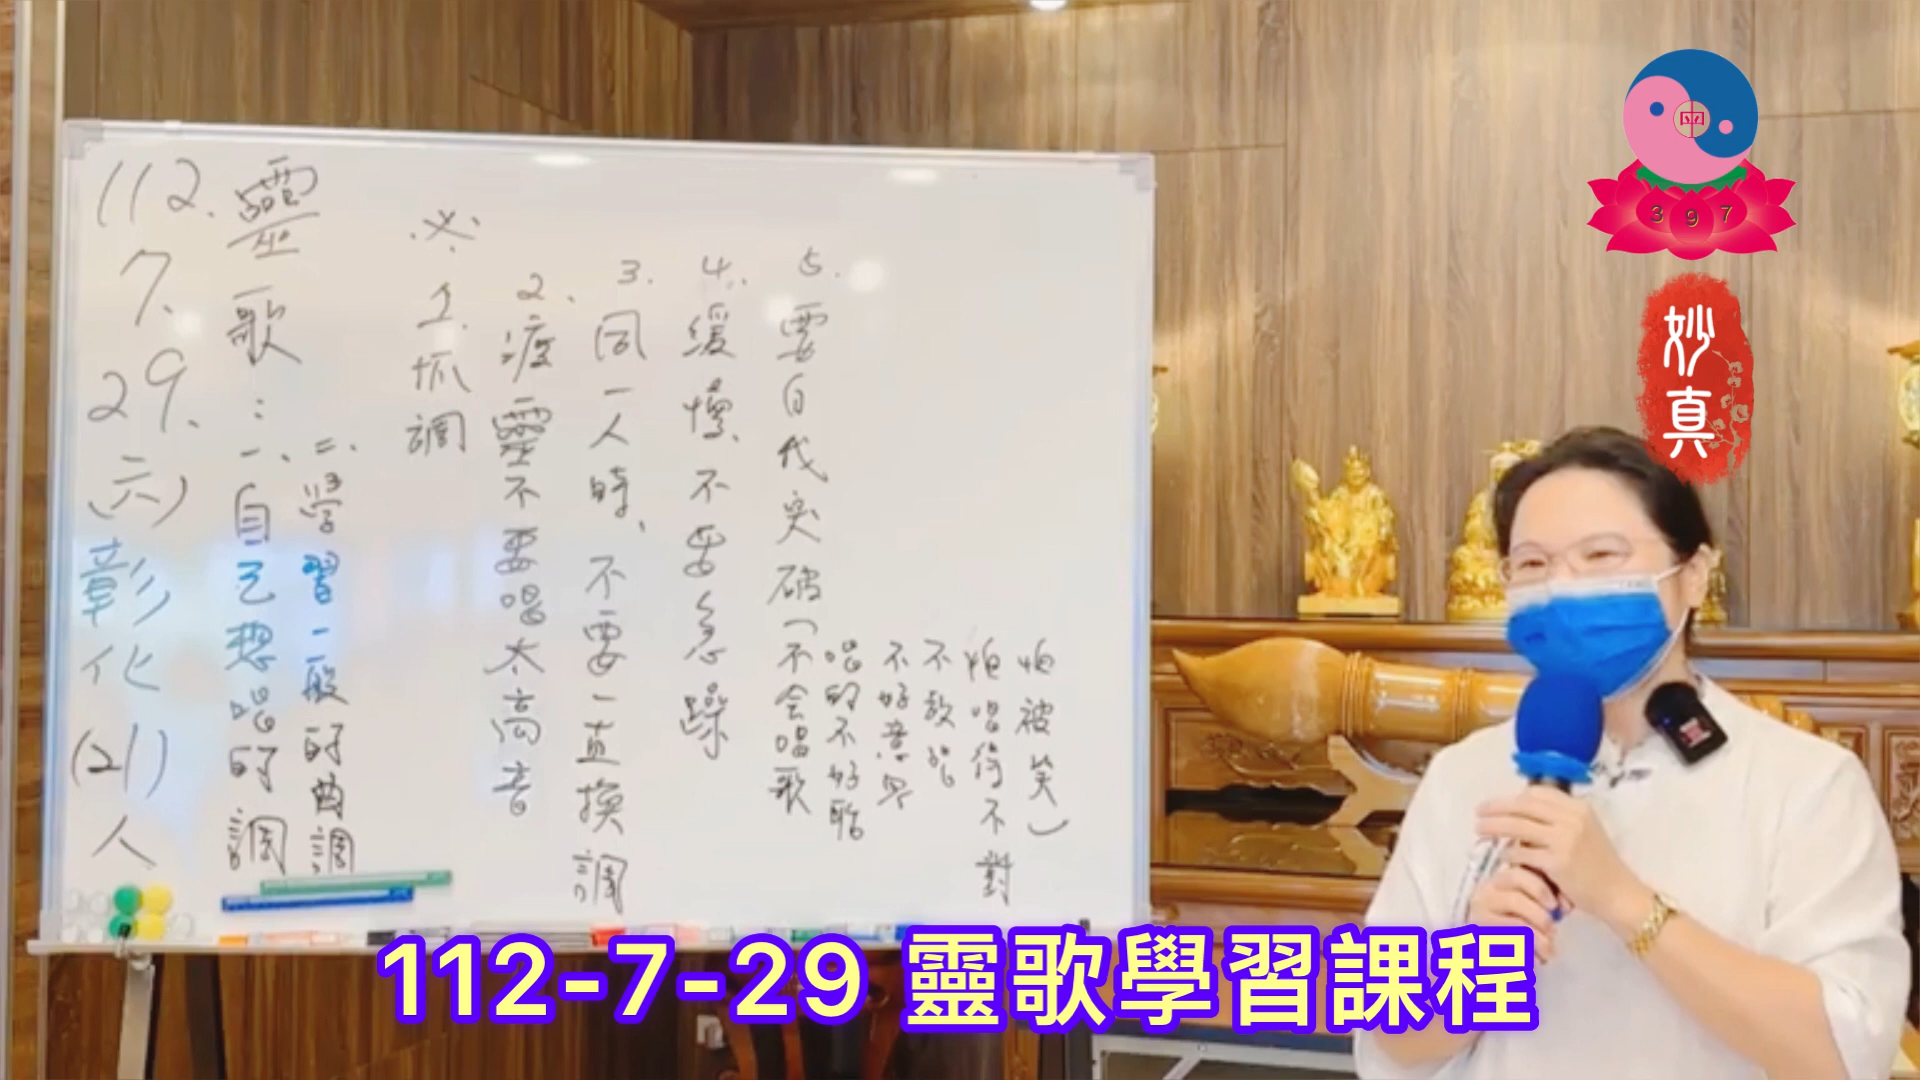 112.7.29.(六)彰化(21)人
靈歌:一、自己想唱的調
二.學習一般的曲調
※1.抓調
2、渡靈不要唱太高音
3.同一人時、不要一直換調
4.緩慢、不要急躁
5.要自我突破(不会唱歌
唱的不好聽
不好意思
不敢唱
怕唱得不對
怕被笑)
397
妙真
112-7-29 靈歌學習課程